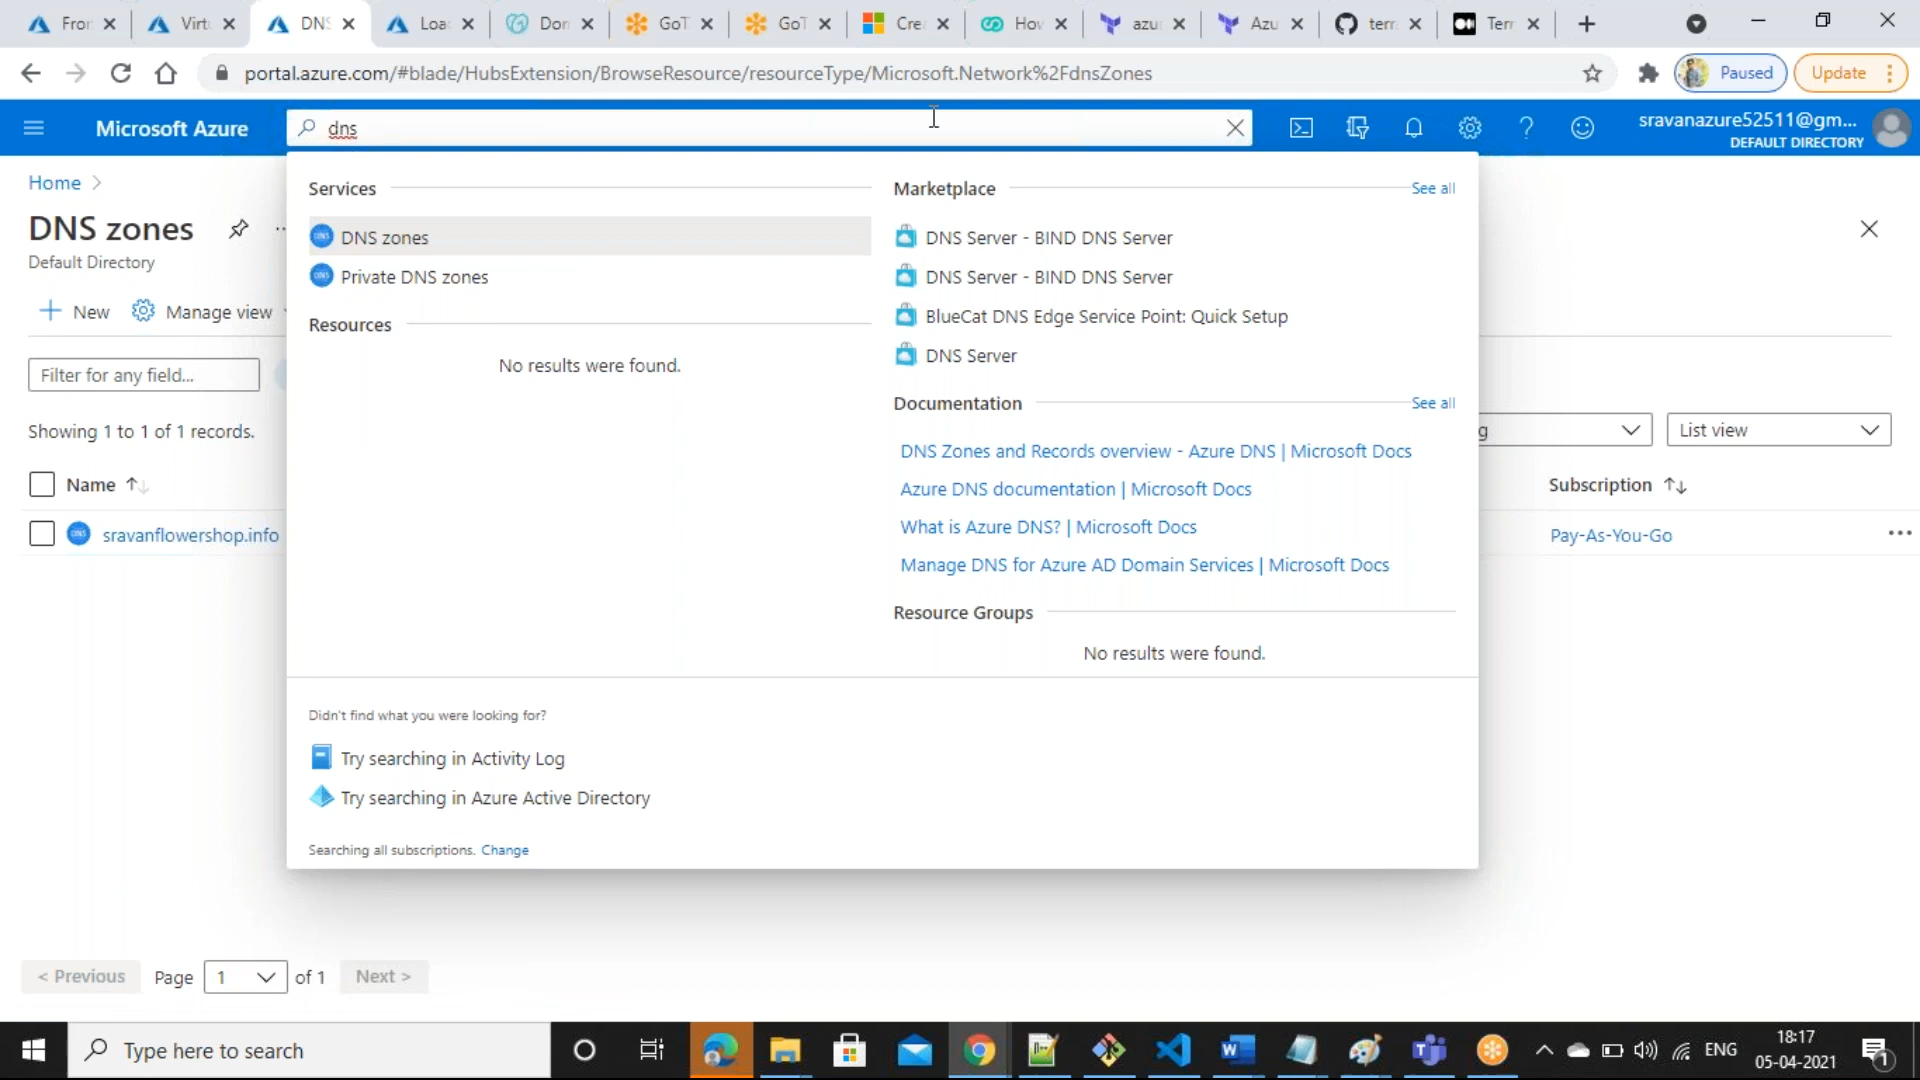 Fror
Virtu
DNS
Load
Dom
GoT
GoT
Crea
How
azur
Azu
terr
Terr
portal.azure.com/#blade/HubsExtension/BrowseResource/resourceType/Microsoft.Network%2FdnsZones
Paused
Update
Microsoft Azure
dns
sravanazure52511@gm...
DEFAULT DIRECTORY
Home
DNS zones
Default Directory
New
Manage view
Filter for any field...
Showing 1 to 1 of 1 records.
Name
sravanflowershop.info
Services
DNS zones
Private DNS zones
Resources
No results were found.
Marketplace
See all
DNS Server - BIND DNS Server
DNS Server - BIND DNS Server
BlueCat DNS Edge Service Point: Quick Setup
DNS Server
Documentation
See all
DNS Zones and Records overview - Azure DNS | Microsoft Docs
Azure DNS documentation | Microsoft Docs
What is Azure DNS? | Microsoft Docs
Manage DNS for Azure AD Domain Services | Microsoft Docs
Resource Groups
No results were found.
Didn't find what you were looking for?
Try searching in Activity Log
Try searching in Azure Active Directory
Searching all subscriptions. Change
g
List view
Subscription
Pay-As-You-Go
< Previous
Page
1
of 1
Next >
Type here to search
ENG
18:17
05-04-2021
1